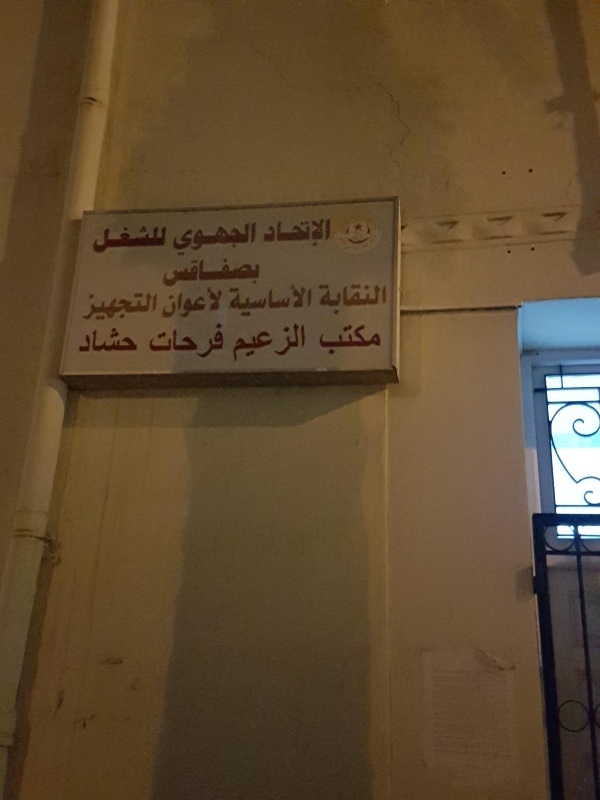 الإتحاد الجهوي للشغل
بصفاقس
النقابة الأساسية لأعوان التجهيز
مكتب الزعيم فرحات حشاد